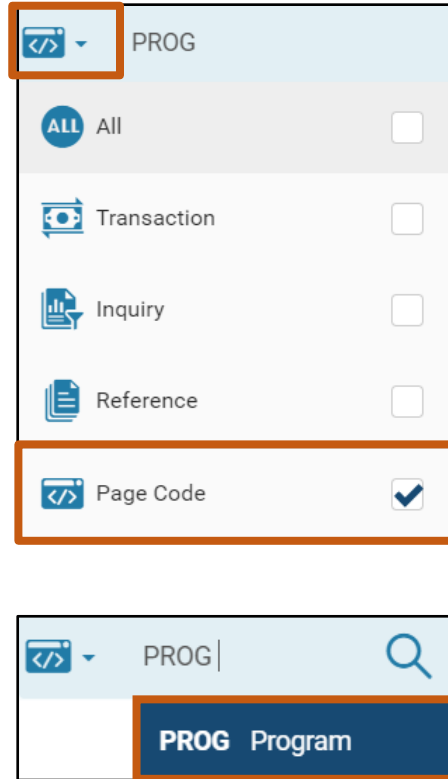 </> PROG
ALL All
Transaction
Inquiry
Reference
</> Page Code
</> PROG
PROG Program